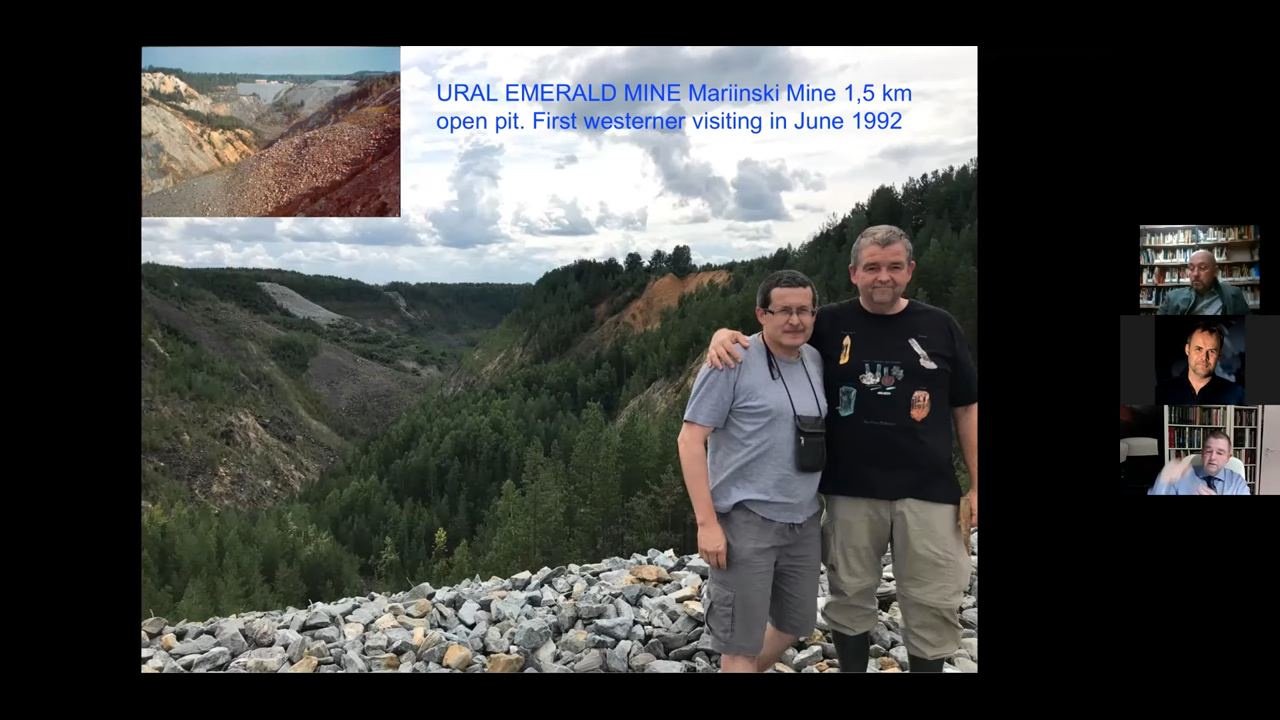 URAL EMERALD MINE Mariinski Mine 1,5 km
open pit. First westerner visiting in June 1992